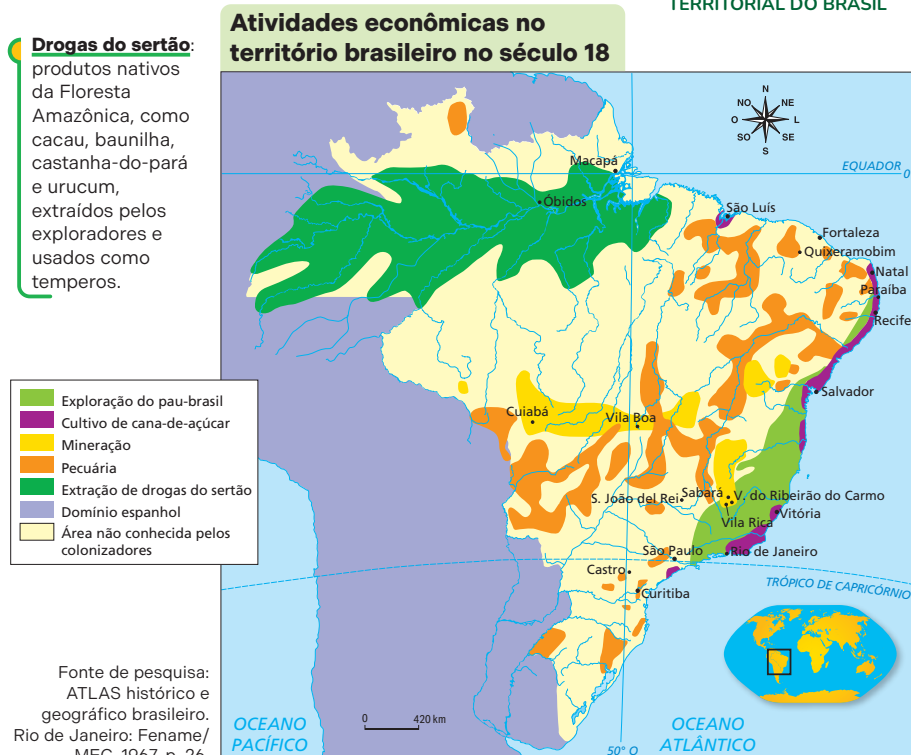 TERRITORIAL DO BRASIL
Drogas do sertão:
produtos nativos
da Floresta
Amazônica, como
cacau, baunilha,
castanha-do-pará
e urucum,
extraídos pelos
exploradores e
usados como
temperos.
Atividades econômicas no
território brasileiro no século 18
N
NO
NE
O
L
SO
SE
S
EQUADOR
0
Macapá
Óbidos
São Luís
Fortaleza
Quixeramobim
Natal
Paraíba
Recife
Salvador
Cuiabá
Vila Boa
S. João del Rei
Sabará
V. do Ribeirão do Carmo
Vitória
Vila Rica
São Paulo
Rio de Janeiro
Castro
Curitiba
TRÓPICO DE CAPRICÓRNIO
Exploração do pau-brasil
Cultivo de cana-de-açúcar
Mineração
Pecuária
Extração de drogas do sertão
Domínio espanhol
Área não conhecida pelos
colonizadores
0
420 km
OCEANO
PACÍFICO
OCEANO
ATLÂNTICO
50° O
Fonte de pesquisa:
ATLAS histórico e
geográfico brasileiro.
Rio de Janeiro: Fename/
MEC, 1967. p. 26.